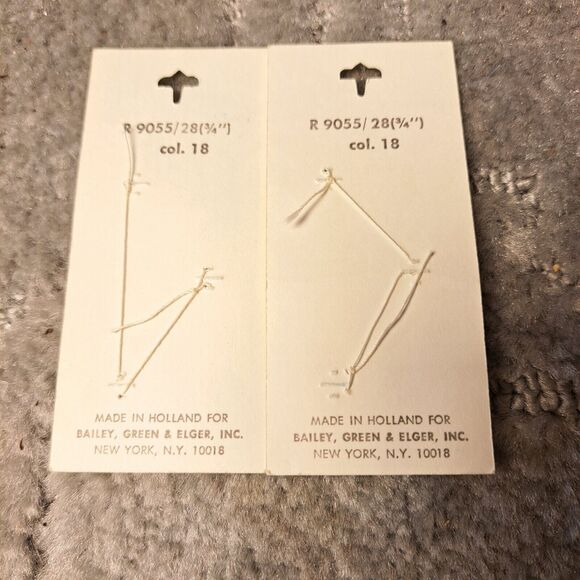 R 9055/28(¾")
col. 18
MADE IN HOLLAND FOR
BAILEY, GREEN & ELGER, INC.
NEW YORK, N.Y. 10018
R 9055/28(¾")
col. 18
MADE IN HOLLAND FOR
BAILEY, GREEN & ELGER, INC.
NEW YORK, N.Y. 10018